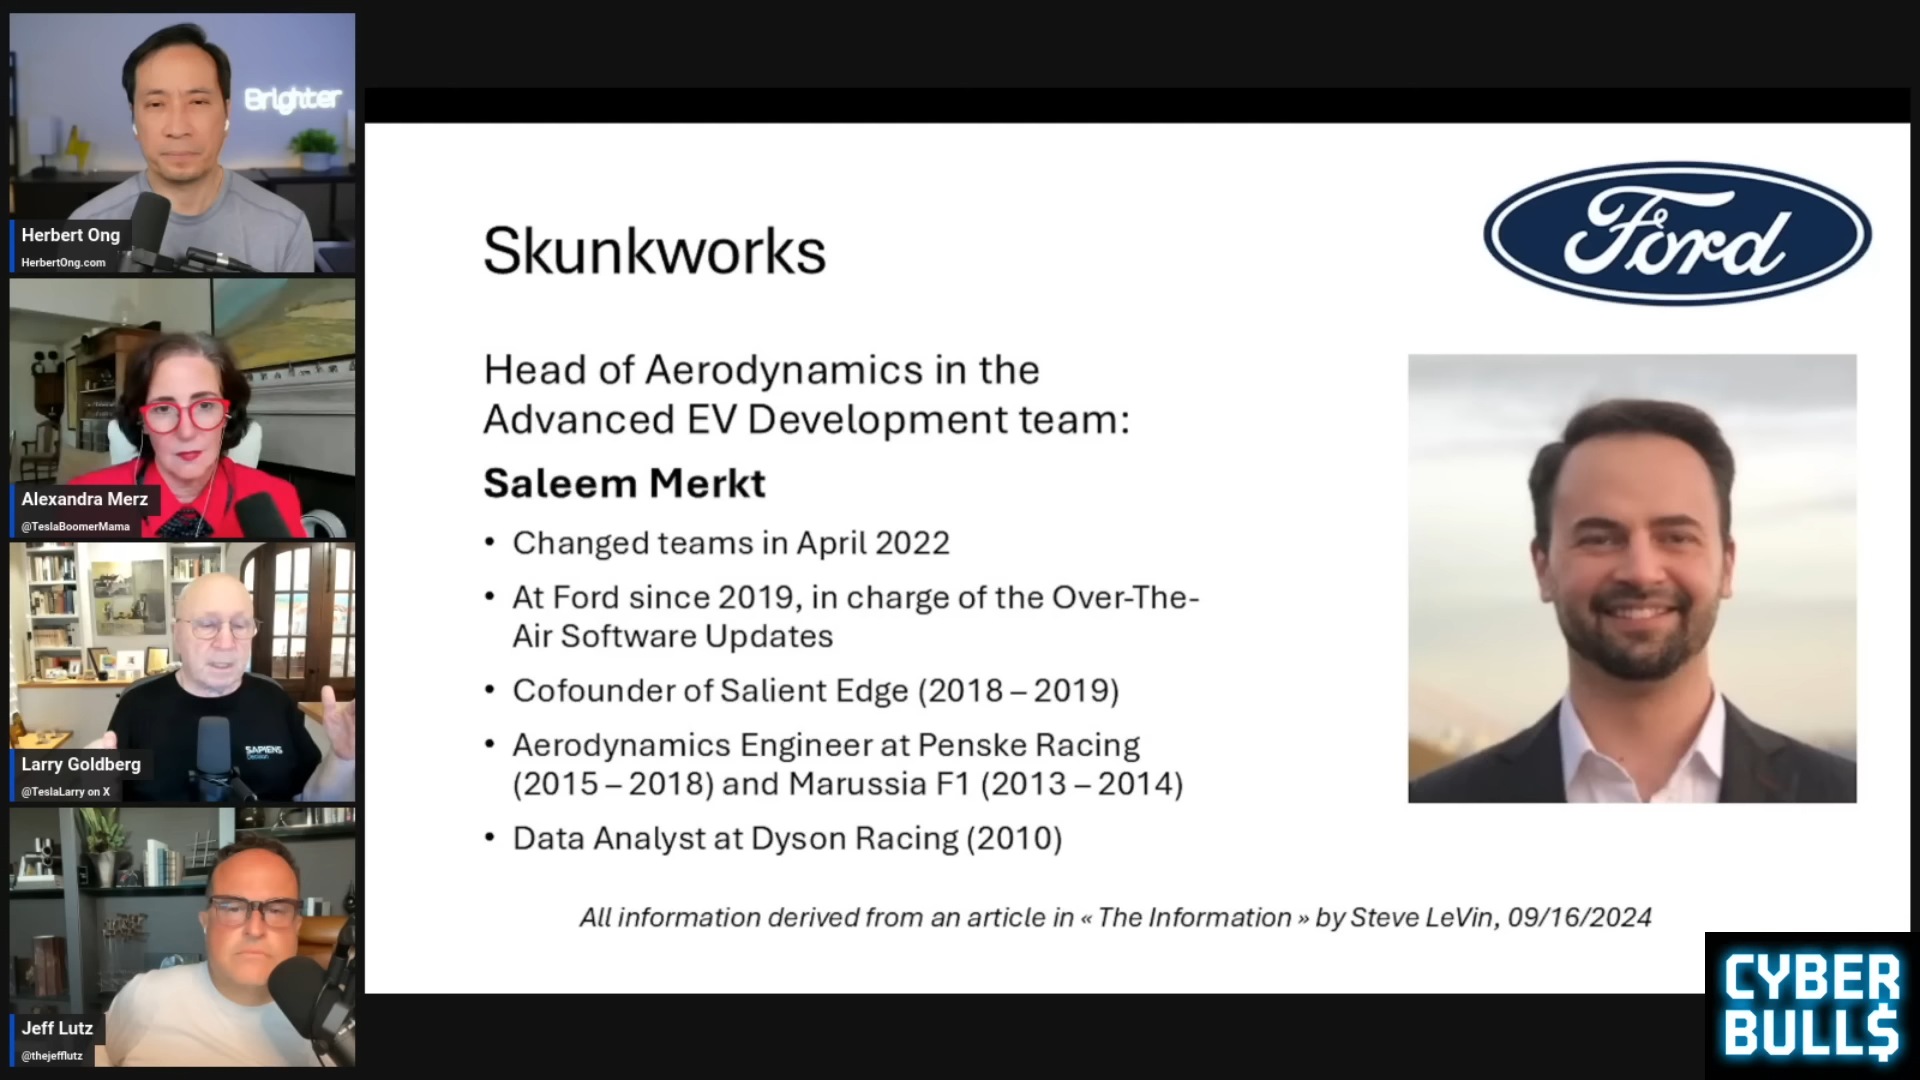 Brighter
Herbert Ong
HerbertOng.com
Alexandra Merz
@TeslaBoomerMama
SAPIENS
Decision
Larry Goldberg
@TeslaLarry on X
Jeff Lutz
@thejefflutz
Skunkworks
Ford
Head of Aerodynamics in the
Advanced EV Development team:
Saleem Merkt
• Changed teams in April 2022
• At Ford since 2019, in charge of the Over-The-
Air Software Updates
• Cofounder of Salient Edge (2018 – 2019)
• Aerodynamics Engineer at Penske Racing
(2015 – 2018) and Marussia F1 (2013 – 2014)
• Data Analyst at Dyson Racing (2010)
All information derived from an article in « The Information » by Steve LeVin, 09/16/2024
CYBER
BULL$